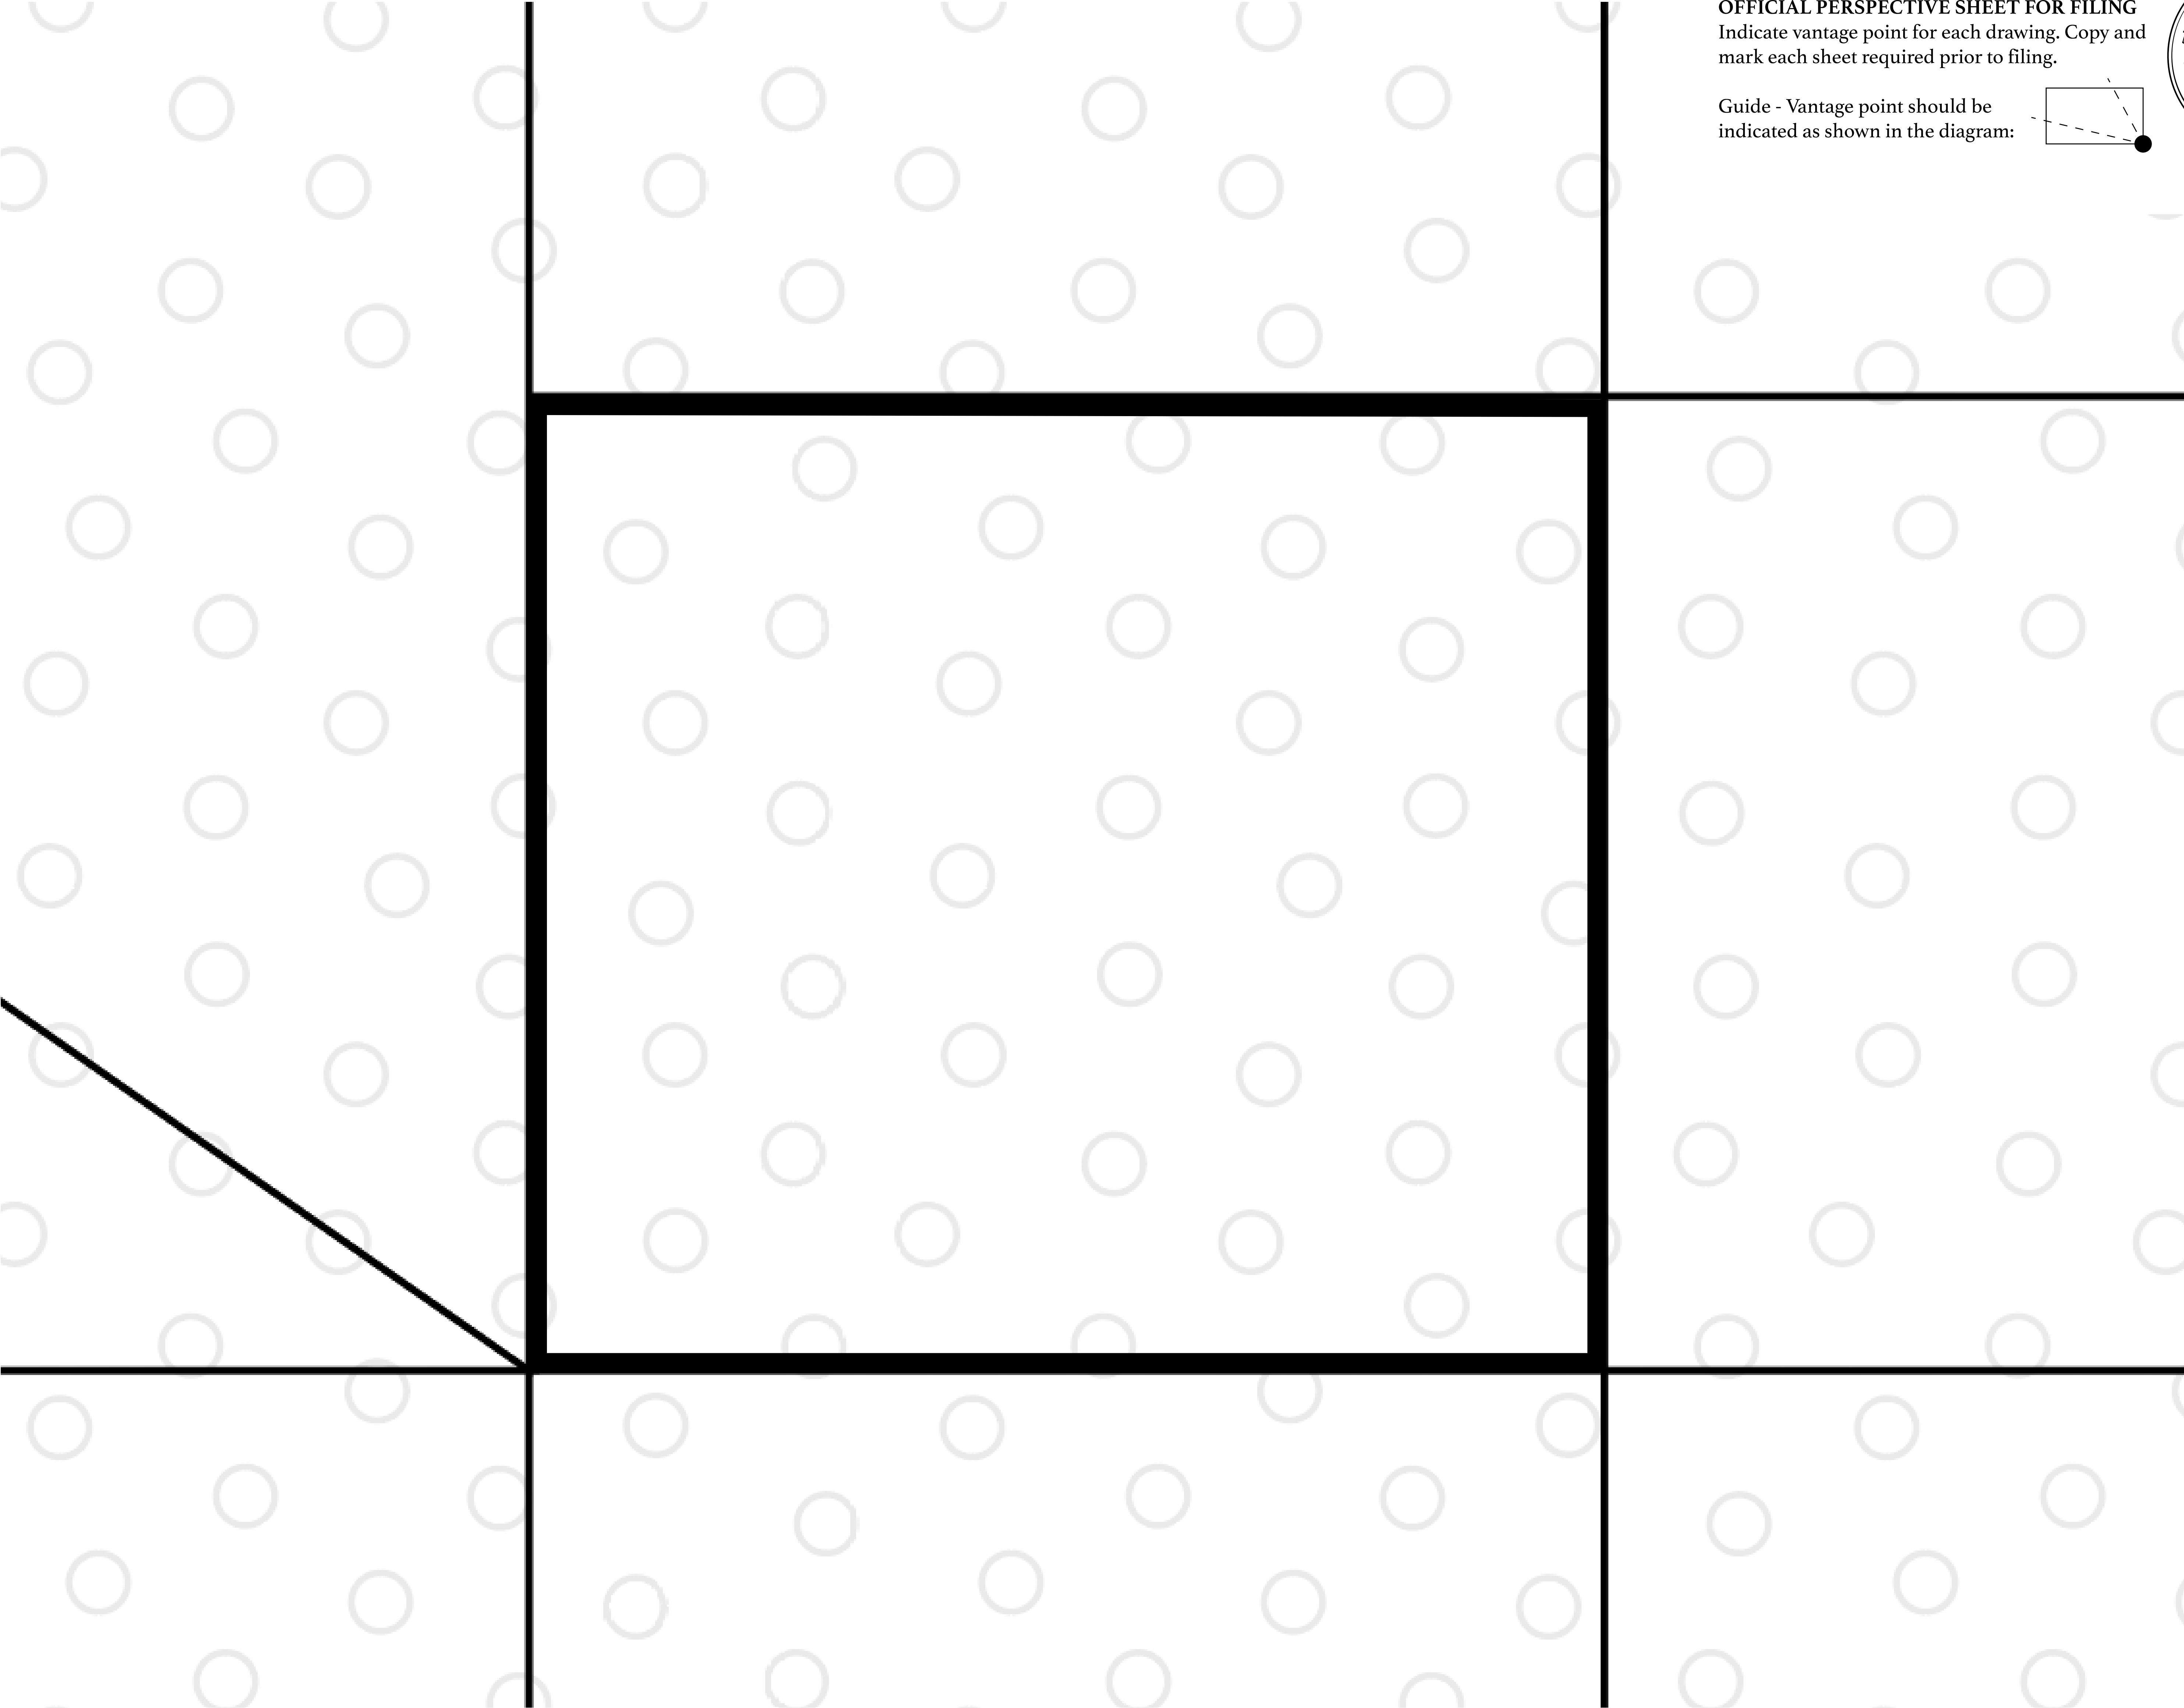 OFFICIAL PERSPECTIVE SHEET FOR FILING
Indicate vantage point for each drawing. Copy and
mark each sheet required prior to filing.
Guide - Vantage point should be
indicated as shown in the diagram: